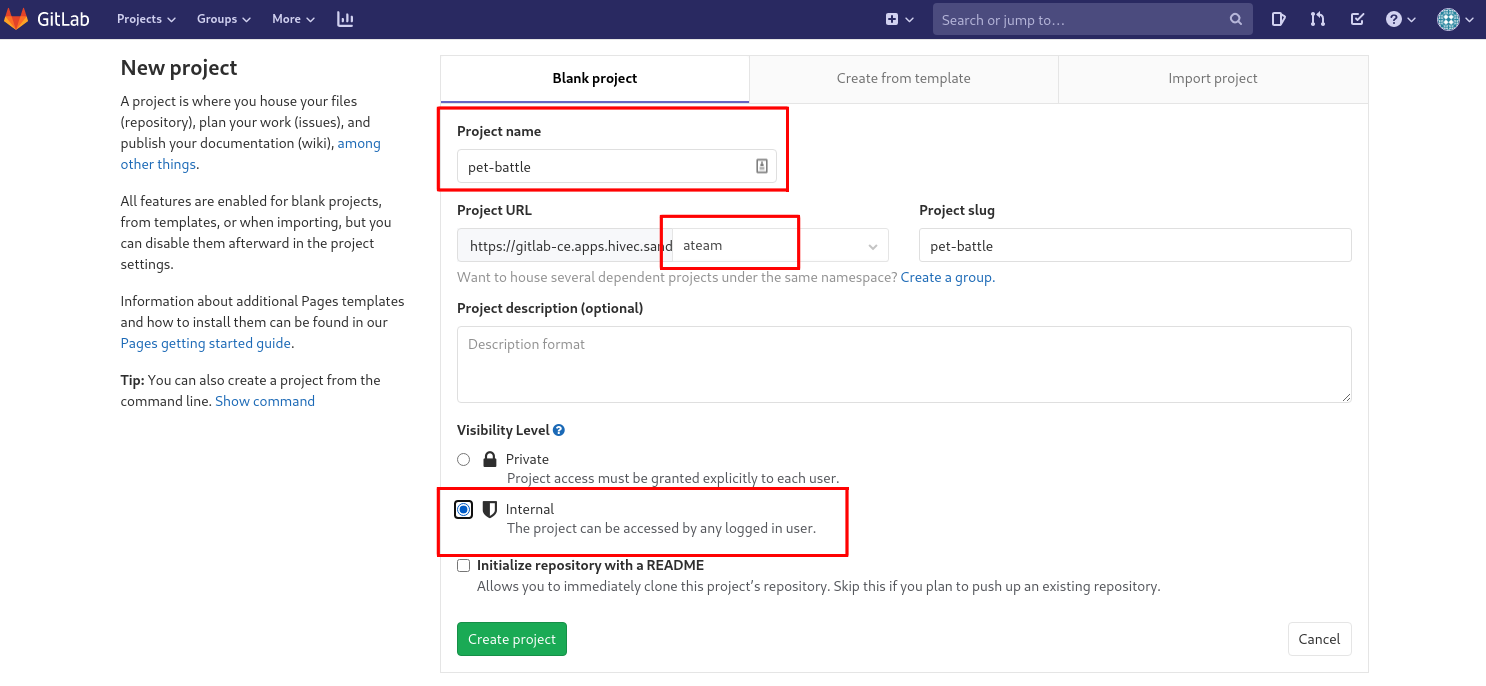 GitLab Projects Groups More Search or jump to…
New project
A project is where you house your files
(repository), plan your work (issues), and
publish your documentation (wiki), among
other things.
All features are enabled for blank projects,
from templates, or when importing, but you
can disable them afterward in the project
settings.
Information about additional Pages templates
and how to install them can be found in our
Pages getting started guide.
Tip: You can also create a project from the
command line. Show command
Blank project Create from template Import project
Project name
pet-battle
Project URL Project slug
https://gitlab-ce.apps.hivec.sand ateam pet-battle
Want to house several dependent projects under the same namespace? Create a group.
Project description (optional)
Description format
Visibility Level
Private
Project access must be granted explicitly to each user.
Internal
The project can be accessed by any logged in user.
Initialize repository with a README
Allows you to immediately clone this project's repository. Skip this if you plan to push up an existing repository.
Create project Cancel